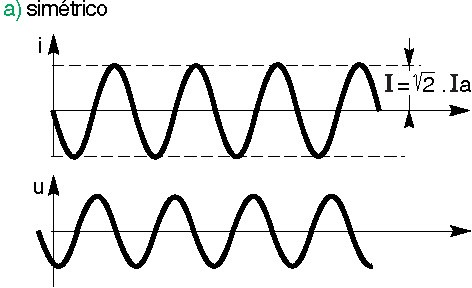 a) simétrico
i
I = √2 . Ia
u